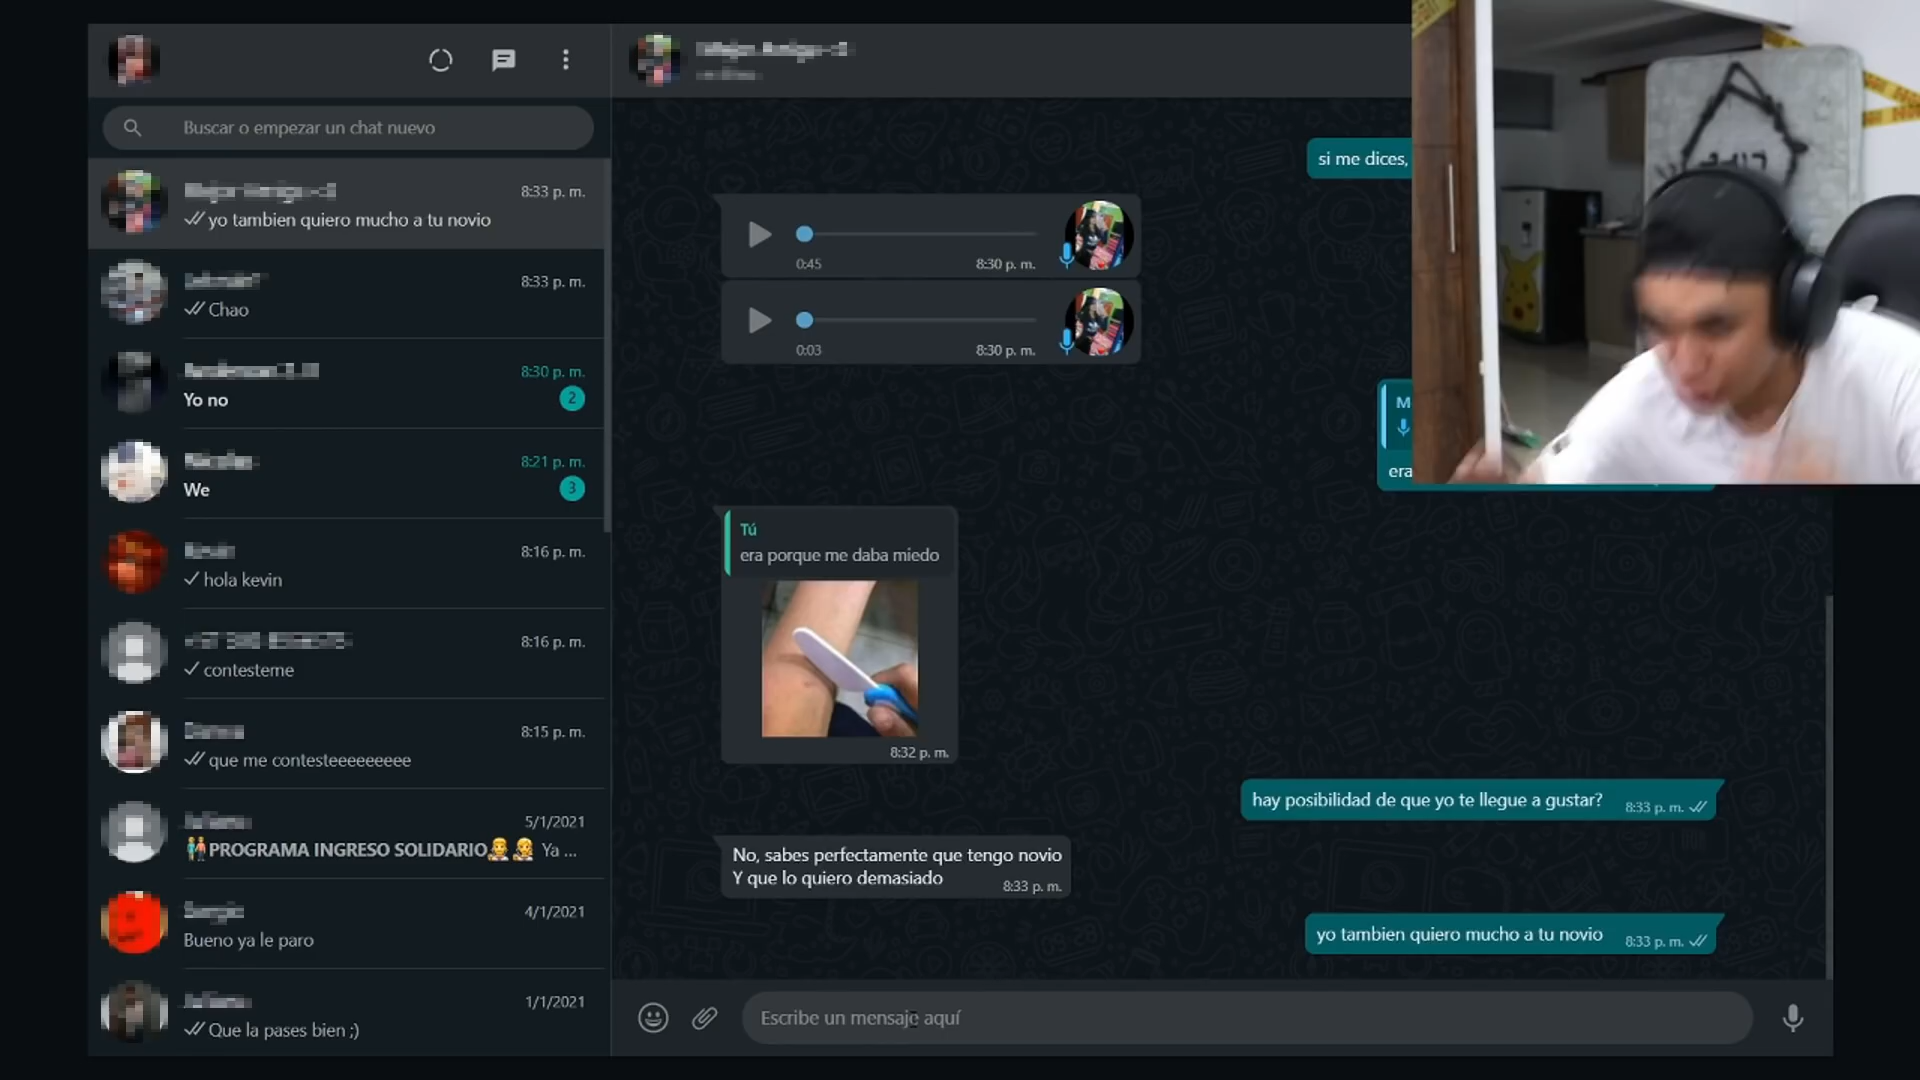 Buscar o empezar un chat nuevo
8:33 p. m.
yo tambien quiero mucho a tu novio
8:33 p. m.
Chao
8:30 p. m.
Yo no
2
8:21 p. m.
We
3
8:16 p. m.
hola kevin
8:16 p. m.
contesteme
8:15 p. m.
que me contesteeeeeeeee
5/1/2021
👬PROGRAMA INGRESO SOLIDARIO Ya ...
4/1/2021
Bueno ya le paro
1/1/2021
Que la pases bien ;)
si me dices,
0:45 8:30 p. m.
0:03 8:30 p. m.
M
era
Tú
era porque me daba miedo
8:32 p. m.
hay posibilidad de que yo te llegue a gustar? 8:33 p. m.
No, sabes perfectamente que tengo novio
Y que lo quiero demasiado 8:33 p. m.
yo tambien quiero mucho a tu novio 8:33 p. m.
Escribe un mensaje aquí